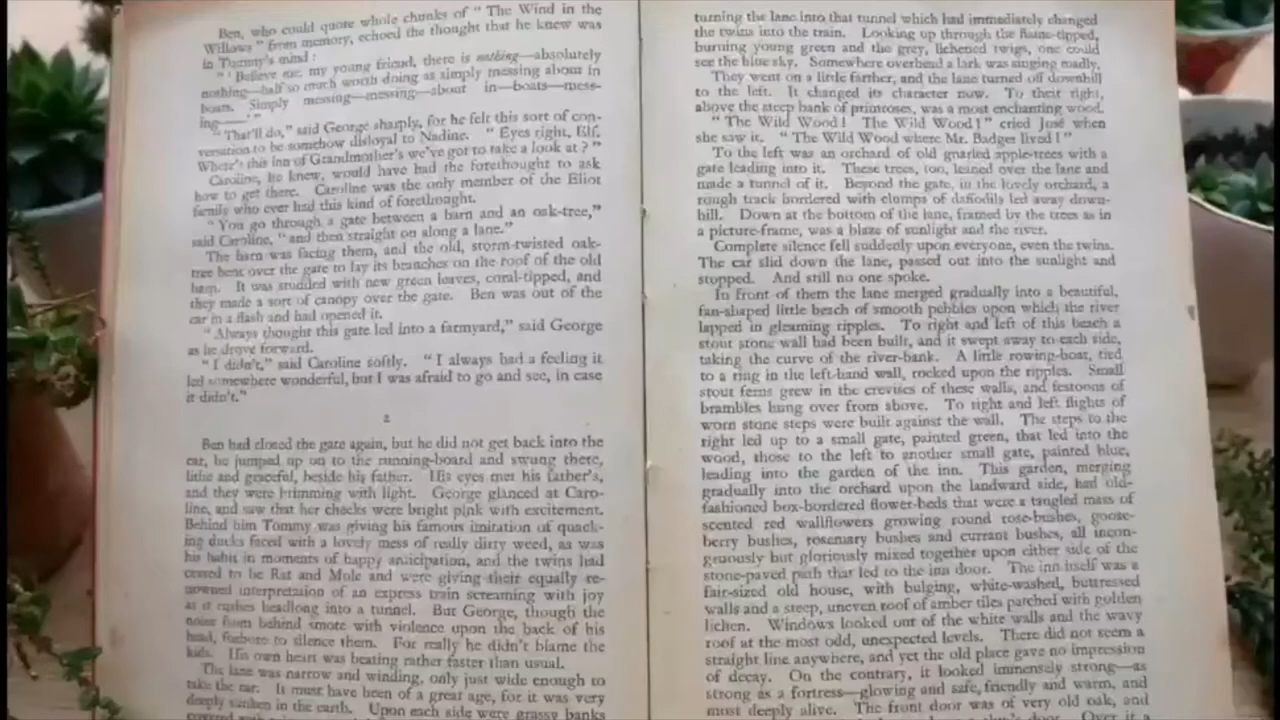 Ben, who could quote whole chunks of " The Wind in the
Willows " from memory, echoed the thought that he knew was
in Tommy's mind :
" ' Believe me, my young friend, there is nothing—absolutely
nothing—half so much worth doing as simply messing about in
boats. Simply messing—messing—about in—boats—mess-
ing—— ' "
" That'll do," said George sharply, for he felt this sort of con-
versation to be somehow disloyal to Nadine. " Eyes right, Elf.
Where's this inn of Grandmother's we've got to take a look at ? "
Caroline, he knew, would have had the forethought to ask
how to get there. Caroline was the only member of the Eliot
family who ever had this kind of forethought.
" You go through a gate between a barn and an oak-tree,"
said Caroline, " and then straight on along a lane."
The barn was facing them, and the old, storm-twisted oak-
tree bent over the gate to lay its branches on the roof of the old
barn. It was studded with new green leaves, coral-tipped, and
they made a sort of canopy over the gate. Ben was out of the
car in a flash and had opened it.
" Always thought this gate led into a farmyard," said George
as he drove forward.
" I didn't," said Caroline softly. " I always had a feeling it
led somewhere wonderful, but I was afraid to go and see, in case
it didn't."
2
Ben had closed the gate again, but he did not get back into the
car, he jumped up on to the running-board and swung there,
lithe and graceful, beside his father. His eyes met his father's,
and they were brimming with light. George glanced at Caro-
line, and saw that her cheeks were bright pink with excitement.
Behind him Tommy was giving his famous imitation of quack-
ing ducks faced with a lovely mess of really dirty weed, as was
his habit in moments of happy anticipation, and the twins had
ceased to be Rat and Mole and were giving their equally re-
nowned interpretation of an express train screaming with joy
as it rushes headlong into a tunnel. But George, though the
noise from behind smote with violence upon the back of his
head, forbore to silence them. For really he didn't blame the
kids. His own heart was beating rather faster than usual.
The lane was narrow and winding, only just wide enough to
take the car. It must have been of a great age, for it was very
deeply sunken in the earth. Upon each side were grassy banks
covered with
turning the lane into that tunnel which had immediately changed
the twins into the train. Looking up through the flame-tipped,
burning young green and the grey, lichened twigs, one could
see the blue sky. Somewhere overhead a lark was singing madly.
They went on a little farther, and the lane turned off downhill
to the left. It changed its character now. To their right,
above the steep bank of primroses, was a most enchanting wood.
" The Wild Wood ! The Wild Wood ! " cried José when
she saw it. " The Wild Wood where Mr. Badger lived ! "
To the left was an orchard of old gnarled apple-trees with a
gate leading into it. These trees, too, leaned over the lane and
made a tunnel of it. Beyond the gate, in the lovely orchard, a
rough track bordered with clumps of daffodils led away down-
hill. Down at the bottom of the lane, framed by the trees as in
a picture-frame, was a blaze of sunlight and the river.
Complete silence fell suddenly upon everyone, even the twins.
The car slid down the lane, passed out into the sunlight and
stopped. And still no one spoke.
In front of them the lane merged gradually into a beautiful,
fan-shaped little beach of smooth pebbles upon which the river
lapped in gleaming ripples. To right and left of this beach a
stout stone wall had been built, and it swept away to each side,
taking the curve of the river-bank. A little rowing-boat, tied
to a ring in the left-hand wall, rocked upon the ripples. Small
stout ferns grew in the crevises of these walls, and festoons of
brambles hung over from above. To right and left flights of
worn stone steps were built against the wall. The steps to the
right led up to a small gate, painted green, that led into the
wood, those to the left to another small gate, painted blue,
leading into the garden of the inn. This garden, merging
gradually into the orchard upon the landward side, had old-
fashioned box-bordered flower-beds that were a tangled mass of
scented red wallflowers growing round rose-bushes, goose-
berry bushes, rosemary bushes and currant bushes, all incon-
gruously but gloriously mixed together upon either side of the
stone-paved path that led to the inn door. The inn itself was a
fair-sized old house, with bulging, white-washed, buttressed
walls and a steep, uneven roof of amber tiles patched with golden
lichen. Windows looked out of the white walls and the wavy
roof at the most odd, unexpected levels. There did not seem a
straight line anywhere, and yet the old place gave no impression
of decay. On the contrary, it looked immensely strong—as
strong as a fortress—glowing and safe, friendly and warm, and
most deeply alive. The front door was of very old oak, and
door. Over it a